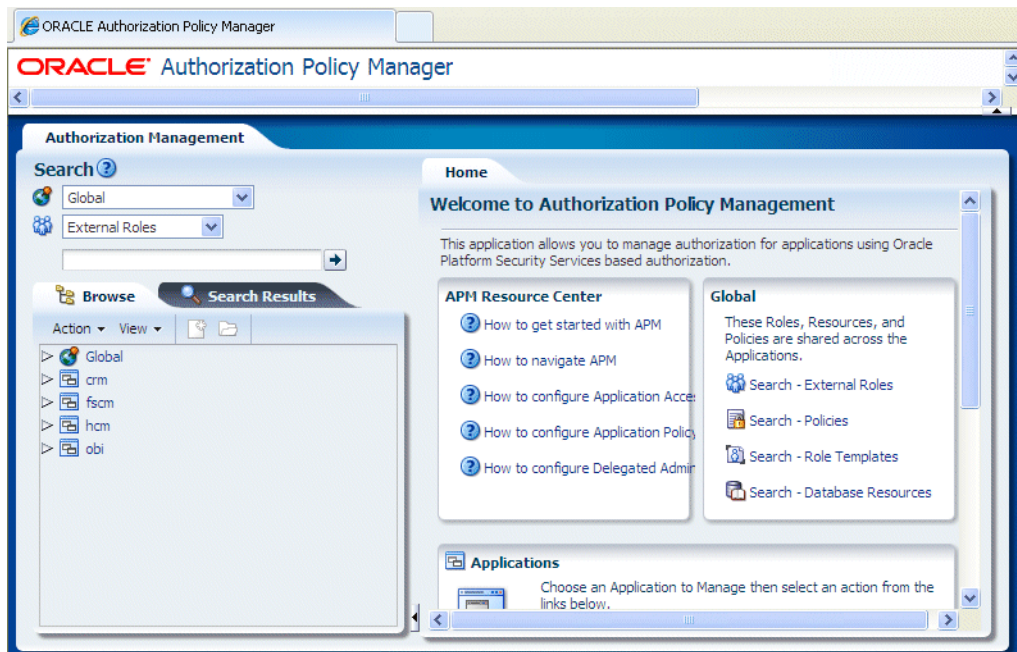 ORACLE Authorization Policy Manager
ORACLE Authorization Policy Manager
Authorization Management
Search
Global
External Roles
Browse
Search Results
Action
View
Global
crm
fscm
hcm
obi
Home
Welcome to Authorization Policy Management
This application allows you to manage authorization for applications using Oracle
Platform Security Services based authorization.
APM Resource Center
How to get started with APM
How to navigate APM
How to configure Application Acce
How to configure Application Policy
How to configure Delegated Admin
Global
These Roles, Resources, and
Policies are shared across the
Applications.
Search - External Roles
Search - Policies
Search - Role Templates
Search - Database Resources
Applications
Choose an Application to Manage then select an action from the
links below.